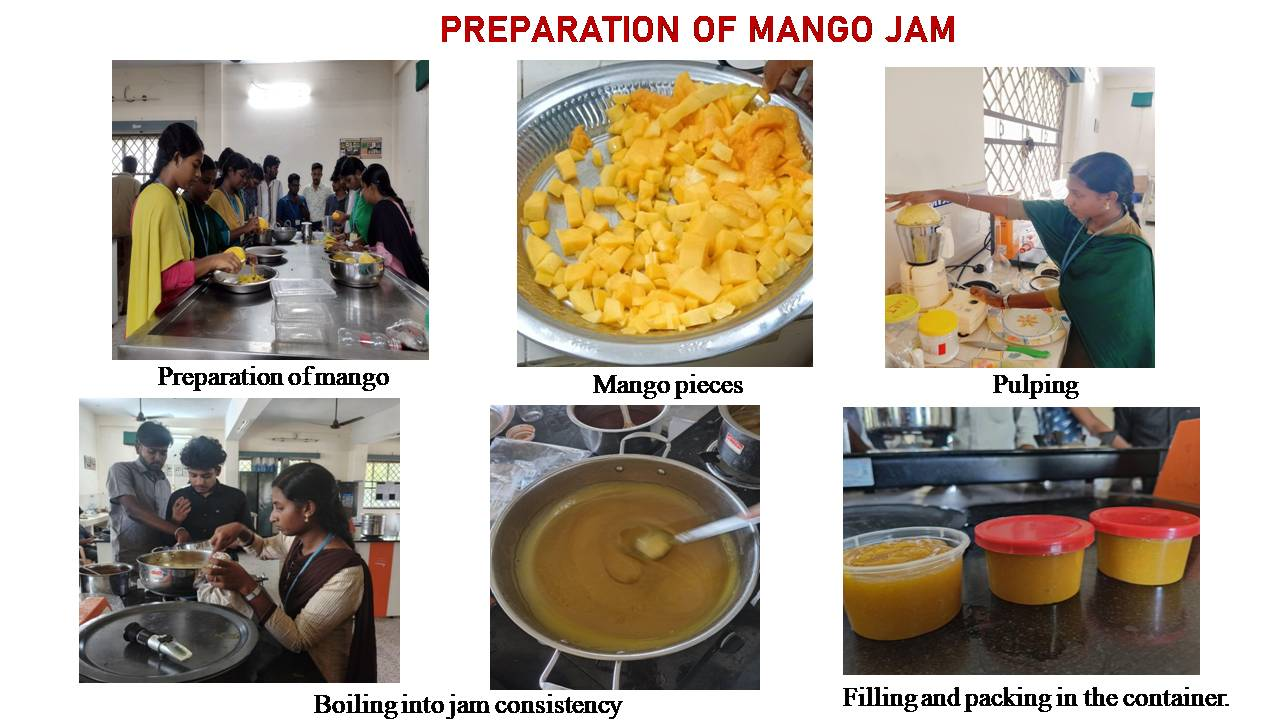 PREPARATION OF MANGO JAM
Preparation of mango
Mango pieces
Pulping
Boiling into jam consistency
Filling and packing in the container.